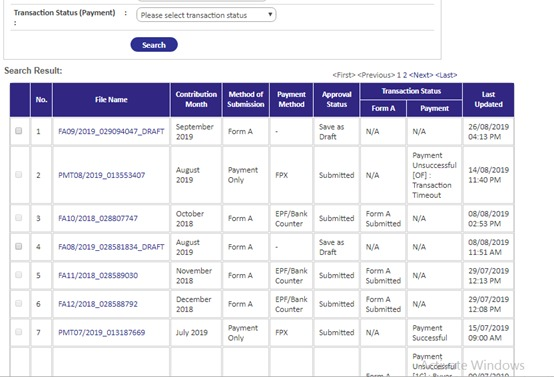 Transaction Status (Payment) :
:
Please select transaction status
Search
Search Result:
<First> <Previous> 1 2 <Next> <Last>
No. File Name Contribution Month Method of Submission Payment Method Approval Status Transaction Status Last Updated
Form A Payment
1 FA09/2019_029094047_DRAFT September 2019 Form A - Save as Draft N/A N/A 26/08/2019 04:13 PM
2 PMT08/2019_013553407 August 2019 Payment Only FPX Submitted N/A Payment Unsuccessful [OF] : Transaction Timeout 14/08/2019 11:40 PM
3 FA10/2018_028807747 October 2018 Form A EPF/Bank Counter Submitted Form A Submitted N/A 08/08/2019 02:53 PM
4 FA08/2019_028581834_DRAFT August 2019 Form A - Save as Draft N/A N/A 08/08/2019 11:51 AM
5 FA11/2018_028589030 November 2018 Form A EPF/Bank Counter Submitted Form A Submitted N/A 29/07/2019 12:13 PM
6 FA12/2018_028588792 December 2018 Form A EPF/Bank Counter Submitted Form A Submitted N/A 29/07/2019 12:08 PM
7 PMT07/2019_013187669 July 2019 Payment Only FPX Submitted N/A Payment Successful 15/07/2019 09:00 AM
Payment
Unsuccessful
Activate Windows